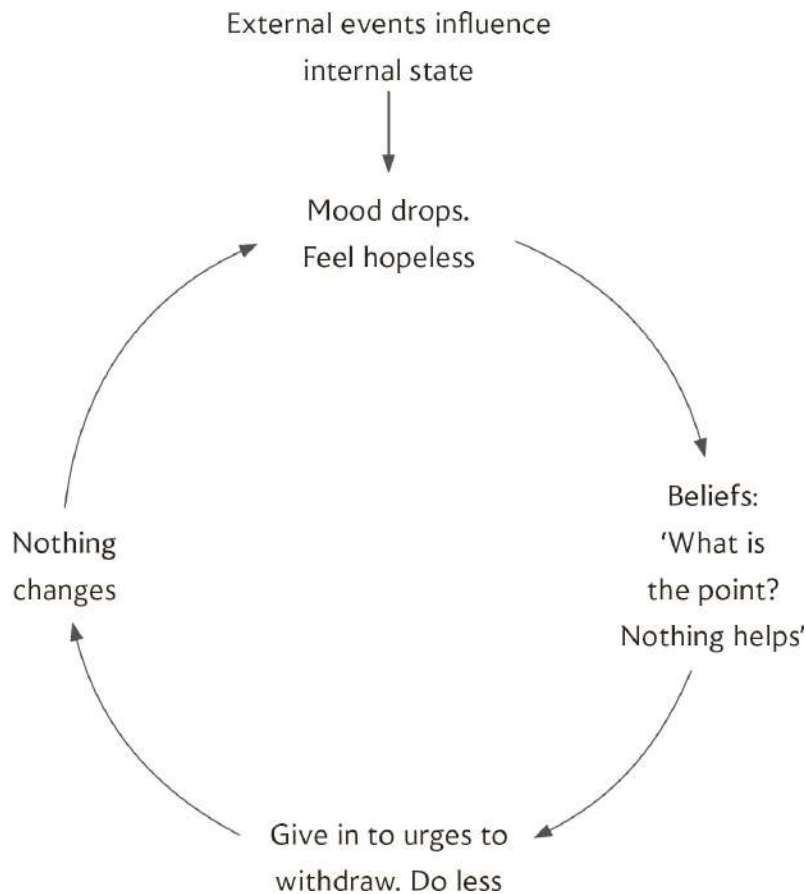 External events influence
internal state
Mood drops.
Feel hopeless
Beliefs:
‘What is
the point?
Nothing helps’
Give in to urges to
withdraw. Do less
Nothing
changes